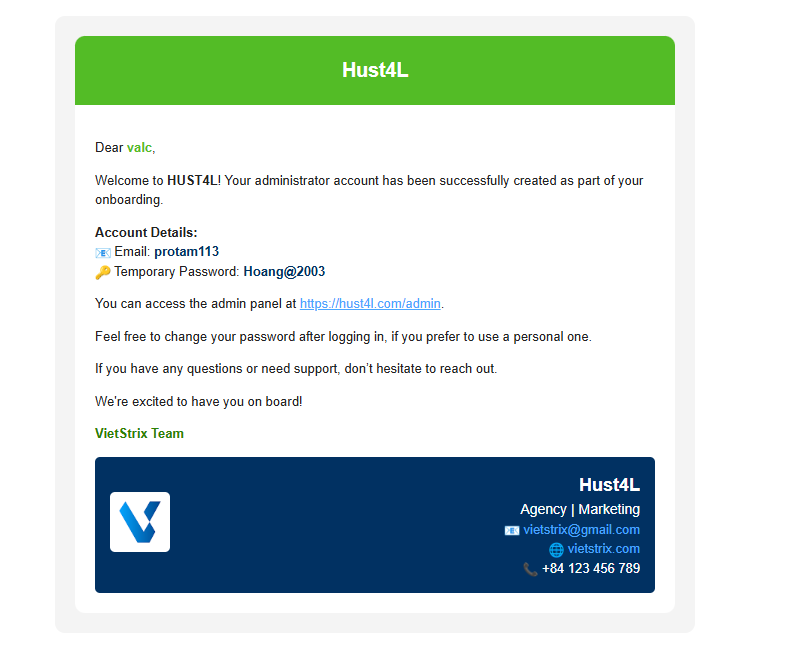 Hust4L
Dear valc,
Welcome to HUST4L! Your administrator account has been successfully created as part of your
onboarding.
Account Details:
📧 Email: protam113
🔑 Temporary Password: Hoang@2003
You can access the admin panel at https://hust4l.com/admin.
Feel free to change your password after logging in, if you prefer to use a personal one.
If you have any questions or need support, don’t hesitate to reach out.
We're excited to have you on board!
VietStrix Team
Hust4L
Agency | Marketing
📧 vietstrix@gmail.com
🌐 vietstrix.com
📞 +84 123 456 789